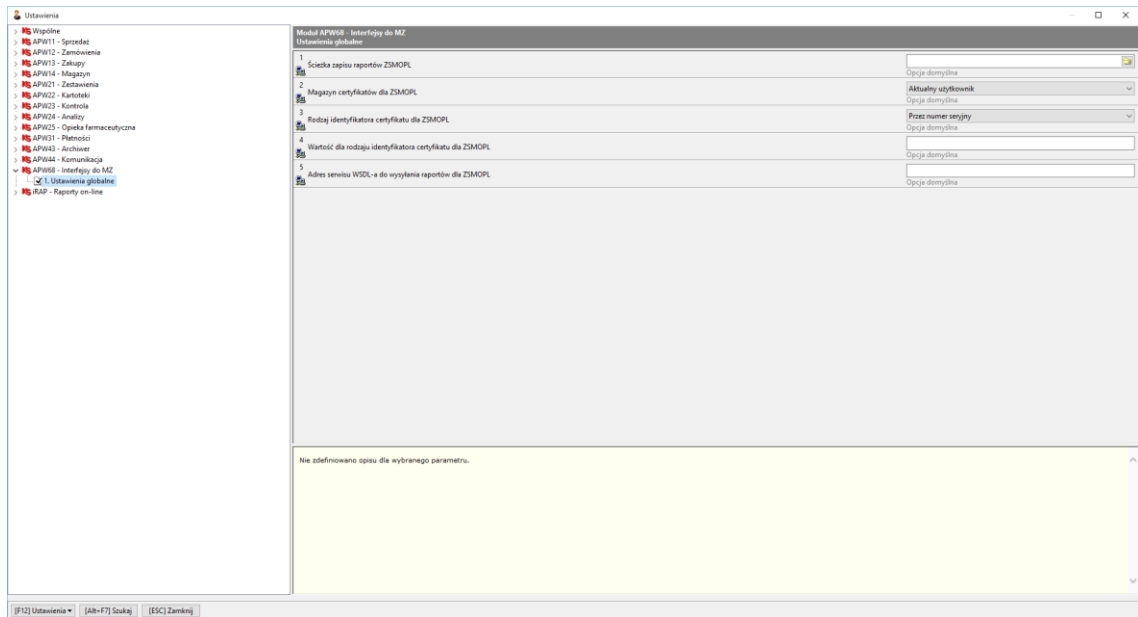 Ustawienia
Wspólne
APW11 - Sprzedaż
APW12 - Zamówienia
APW13 - Zakupy
APW14 - Magazyn
APW21 - Zestawienia
APW22 - Kartoteki
APW23 - Kontrola
APW24 - Analizy
APW25 - Opieka farmaceutyczna
APW31 - Płatności
APW43 - Archiwer
APW44 - Komunikacja
APW68 - Interfejsy do MZ
1. Ustawienia globalne
iRAP - Raporty on-line
Moduł APW68 - Interfejsy do MZ
Ustawienia globalne
1
Ścieżka zapisu raportów ZSMOPL
Opcja domyślna
2
Magazyn certyfikatów dla ZSMOPL
Aktualny użytkownik
Opcja domyślna
3
Rodzaj identyfikatora certyfikatu dla ZSMOPL
Przez numer seryjny
Opcja domyślna
4
Wartość dla rodzaju identyfikatora certyfikatu dla ZSMOPL
Opcja domyślna
5
Adres serwisu WSDL-a do wysyłania raportów dla ZSMOPL
Opcja domyślna
Nie zdefiniowano opisu dla wybranego parametru.
[F12] Ustawienia [Alt+F7] Szukaj [ESC] Zamknij